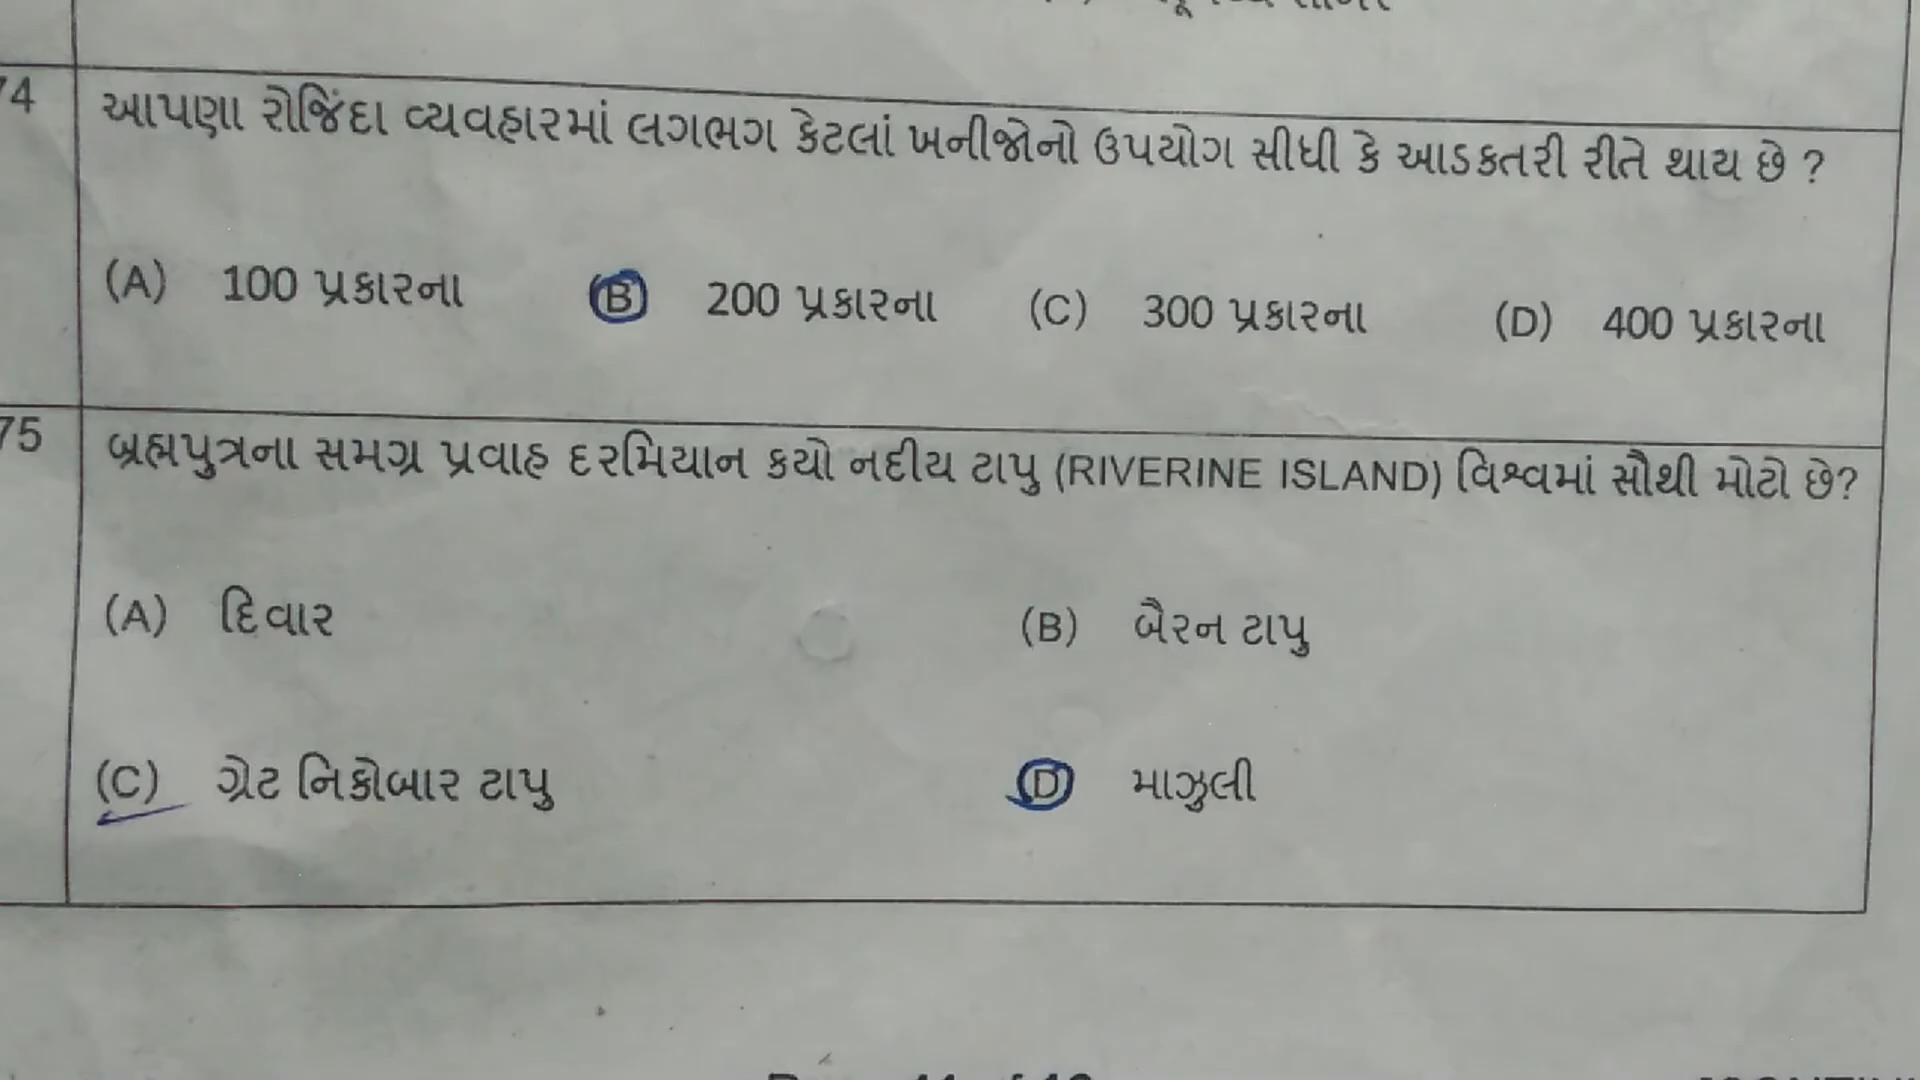 74 આપણા રોજિંદા વ્યવહારમાં લગભગ કેટલાં ખનીજોનો ઉપયોગ સીધી કે આડકતરી રીતે થાય છે ?
(A) 100 પ્રકારના (B) 200 પ્રકારના (C) 300 પ્રકારના (D) 400 પ્રકારના
75 બ્રહ્મપુત્રના સમગ્ર પ્રવાહ દરમિયાન કયો નદીય ટાપુ (RIVERINE ISLAND) વિશ્વમાં સૌથી મોટો છે?
(A) દિવાર (B) બૈરન ટાપુ
(C) ગ્રેટ નિકોબાર ટાપુ (D) માઝુલી